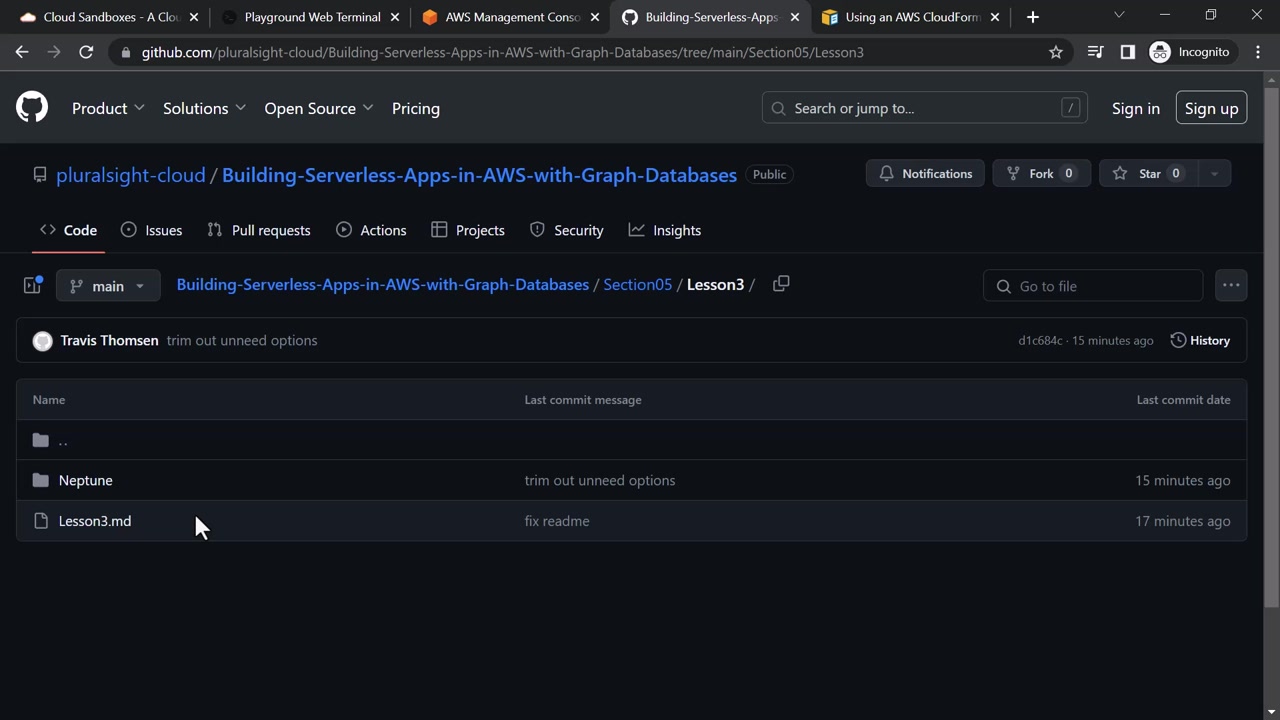 Cloud Sandboxes - A Clou
Playground Web Terminal
AWS Management Conso
Building-Serverless-Apps-
Using an AWS CloudForm
github.com/pluralsight-cloud/Building-Serverless-Apps-in-AWS-with-Graph-Databases/tree/main/Section05/Lesson3
Incognito
Product
Solutions
Open Source
Pricing
Search or jump to...
/
Sign in
Sign up
pluralsight-cloud / Building-Serverless-Apps-in-AWS-with-Graph-Databases
Public
Notifications
Fork 0
Star 0
Code
Issues
Pull requests
Actions
Projects
Security
Insights
main
Building-Serverless-Apps-in-AWS-with-Graph-Databases / Section05 / Lesson3 /
Go to file
Travis Thomsen trim out unneed options
d1c684c · 15 minutes ago
History
Name
Last commit message
Last commit date
..
Neptune
trim out unneed options
15 minutes ago
Lesson3.md
fix readme
17 minutes ago